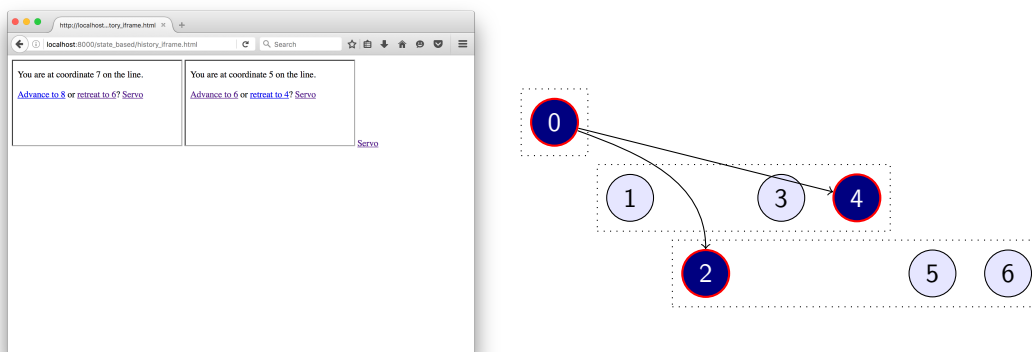 http://localhost...tory_iframe.html × +
localhost:8000/state_based/history_iframe.html
Search
You are at coordinate 7 on the line.
Advance to 8 or retreat to 6? Servo
You are at coordinate 5 on the line.
Advance to 6 or retreat to 4? Servo
Servo
0
1 3 4
2 5 6